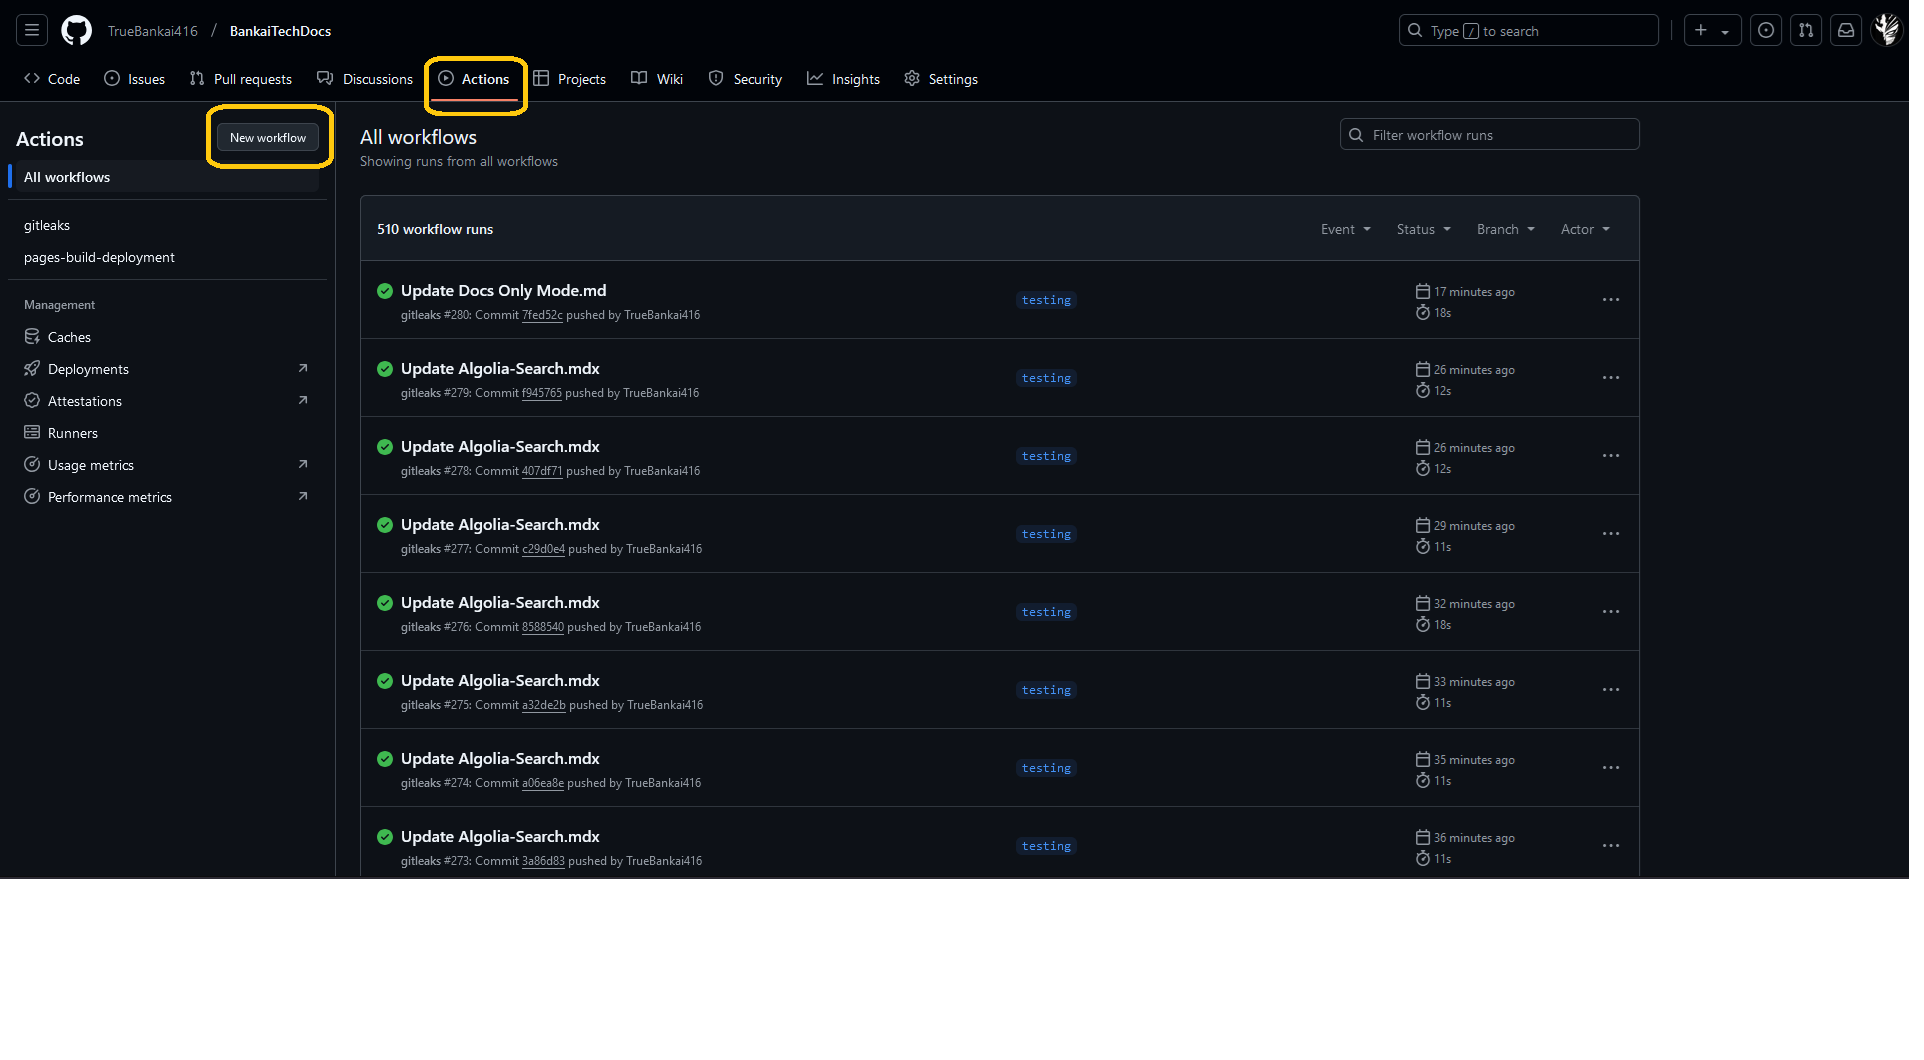 TrueBankai416 / BankaiTechDocs
Type / to search
Code Issues Pull requests Discussions Actions Projects Wiki Security Insights Settings
Actions
New workflow
All workflows
gitleaks
pages-build-deployment
Management
Caches
Deployments
Attestations
Runners
Usage metrics
Performance metrics
All workflows
Showing runs from all workflows
Filter workflow runs
510 workflow runs
Event Status Branch Actor
Update Docs Only Mode.md
gitleaks #280: Commit 7fed52c pushed by TrueBankai416
testing
17 minutes ago
18s
Update Algolia-Search.mdx
gitleaks #279: Commit f945765 pushed by TrueBankai416
testing
26 minutes ago
12s
Update Algolia-Search.mdx
gitleaks #278: Commit 407df71 pushed by TrueBankai416
testing
26 minutes ago
12s
Update Algolia-Search.mdx
gitleaks #277: Commit c29d0e4 pushed by TrueBankai416
testing
29 minutes ago
11s
Update Algolia-Search.mdx
gitleaks #276: Commit 8588540 pushed by TrueBankai416
testing
32 minutes ago
18s
Update Algolia-Search.mdx
gitleaks #275: Commit a32de2b pushed by TrueBankai416
testing
33 minutes ago
11s
Update Algolia-Search.mdx
gitleaks #274: Commit a06ea8e pushed by TrueBankai416
testing
35 minutes ago
11s
Update Algolia-Search.mdx
gitleaks #273: Commit 3a86d83 pushed by TrueBankai416
testing
36 minutes ago
11s